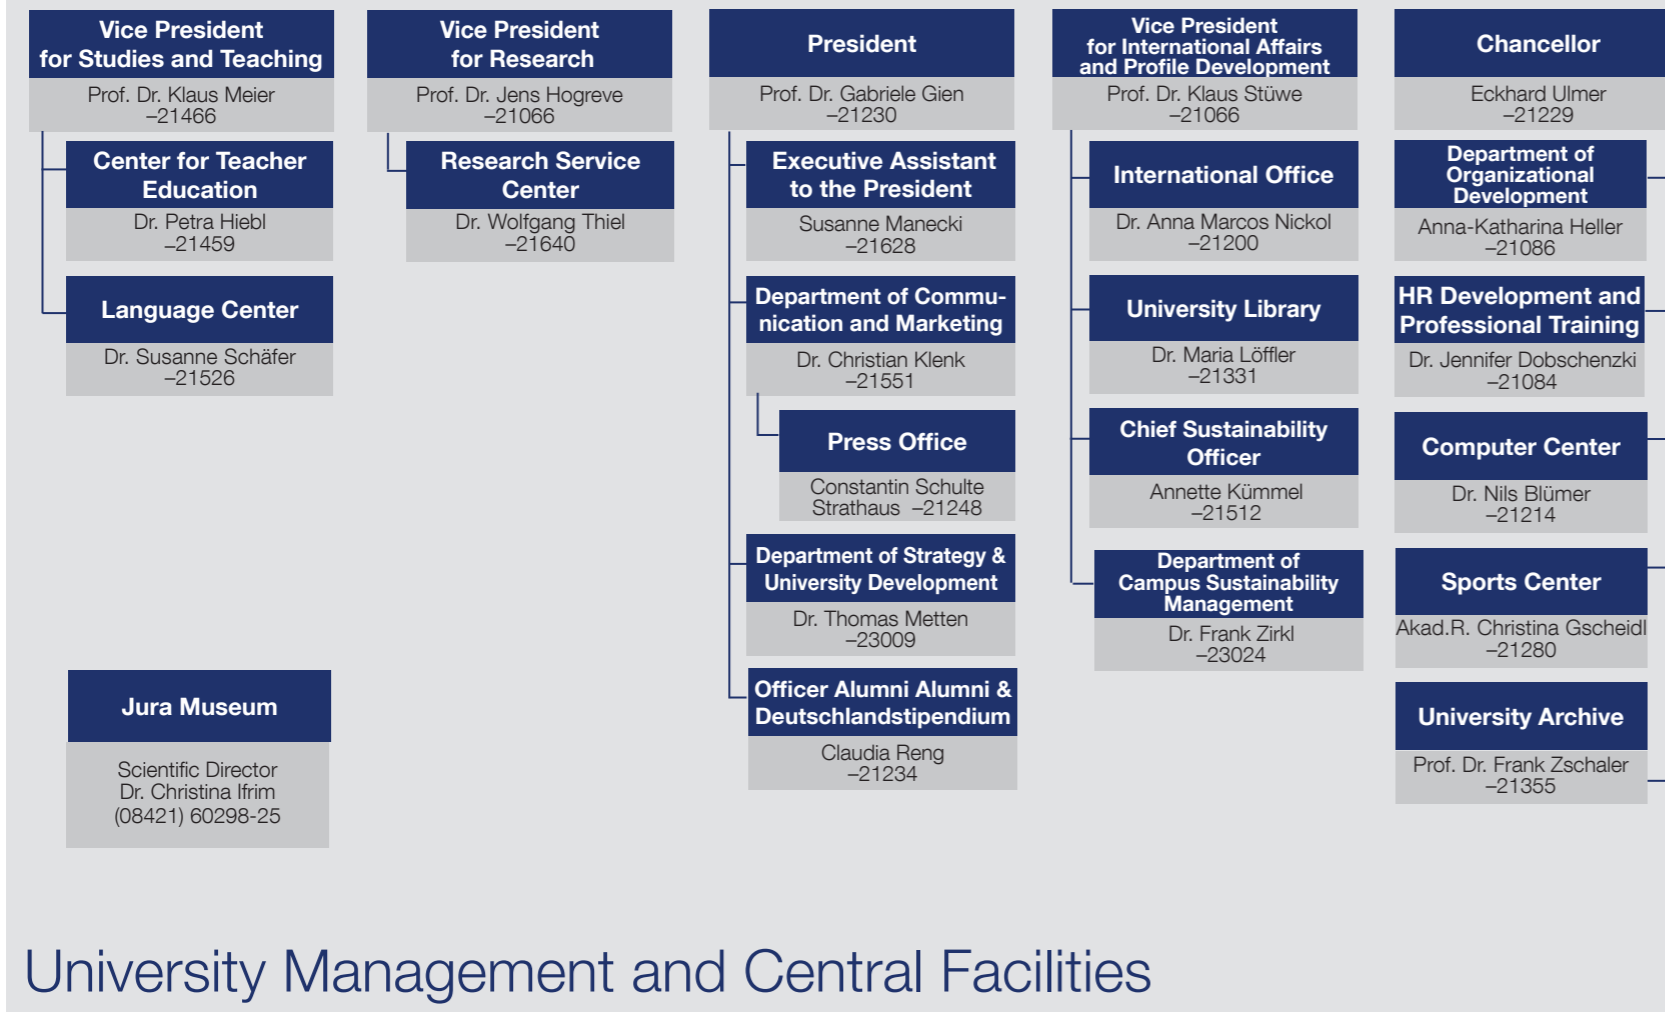 Vice President
for Studies and Teaching
Prof. Dr. Klaus Meier
–21466
Center for Teacher
Education
Dr. Petra Hiebl
–21459
Language Center
Dr. Susanne Schäfer
–21526
Jura Museum
Scientific Director
Dr. Christina Ifrim
(08421) 60298-25
Vice President
for Research
Prof. Dr. Jens Hogreve
–21066
Research Service
Center
Dr. Wolfgang Thiel
–21640
President
Prof. Dr. Gabriele Gien
–21230
Executive Assistant
to the President
Susanne Manecki
–21628
Department of Commu-
nication and Marketing
Dr. Christian Klenk
–21551
Press Office
Constantin Schulte
Strathaus –21248
Department of Strategy &
University Development
Dr. Thomas Metten
–23009
Officer Alumni Alumni &
Deutschlandstipendium
Claudia Reng
–21234
Vice President
for International Affairs
and Profile Development
Prof. Dr. Klaus Stüwe
–21066
International Office
Dr. Anna Marcos Nickol
–21200
University Library
Dr. Maria Löffler
–21331
Chief Sustainability
Officer
Annette Kümmel
–21512
Department of
Campus Sustainability
Management
Dr. Frank Zirkl
–23024
Chancellor
Eckhard Ulmer
–21229
Department of
Organizational
Development
Anna-Katharina Heller
–21086
HR Development and
Professional Training
Dr. Jennifer Dobschenzki
–21084
Computer Center
Dr. Nils Blümer
–21214
Sports Center
Akad.R. Christina Gscheidl
–21280
University Archive
Prof. Dr. Frank Zschaler
–21355
University Management and Central Facilities